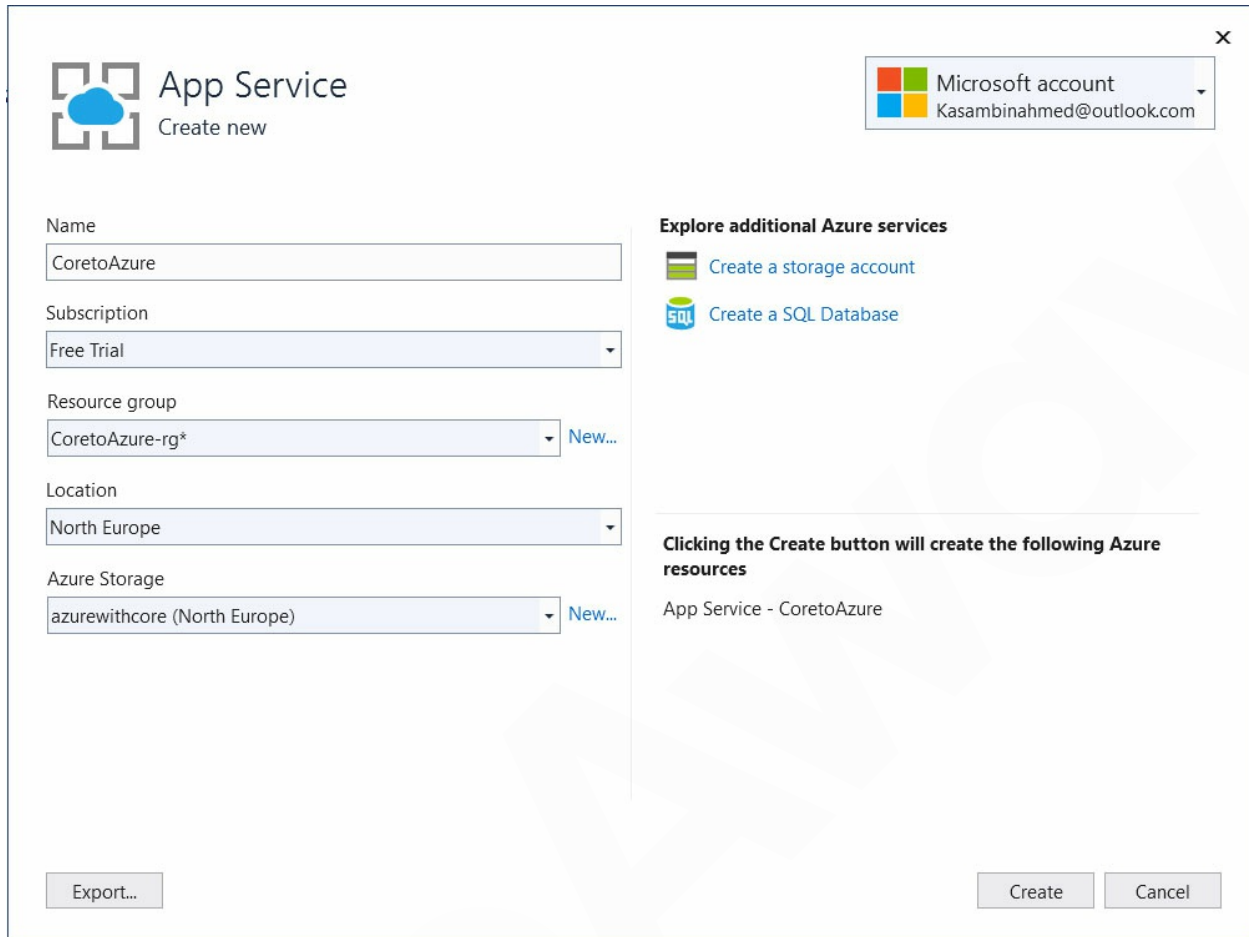 App Service
Create new
Microsoft account
Kasambinahmed@outlook.com
Name
CoretoAzure
Subscription
Free Trial
Resource group
CoretoAzure-rg*
New...
Location
North Europe
Azure Storage
azurewithcore (North Europe)
New...
Explore additional Azure services
Create a storage account
SQL
Create a SQL Database
Clicking the Create button will create the following Azure
resources
App Service - CoretoAzure
Export...
Create
Cancel